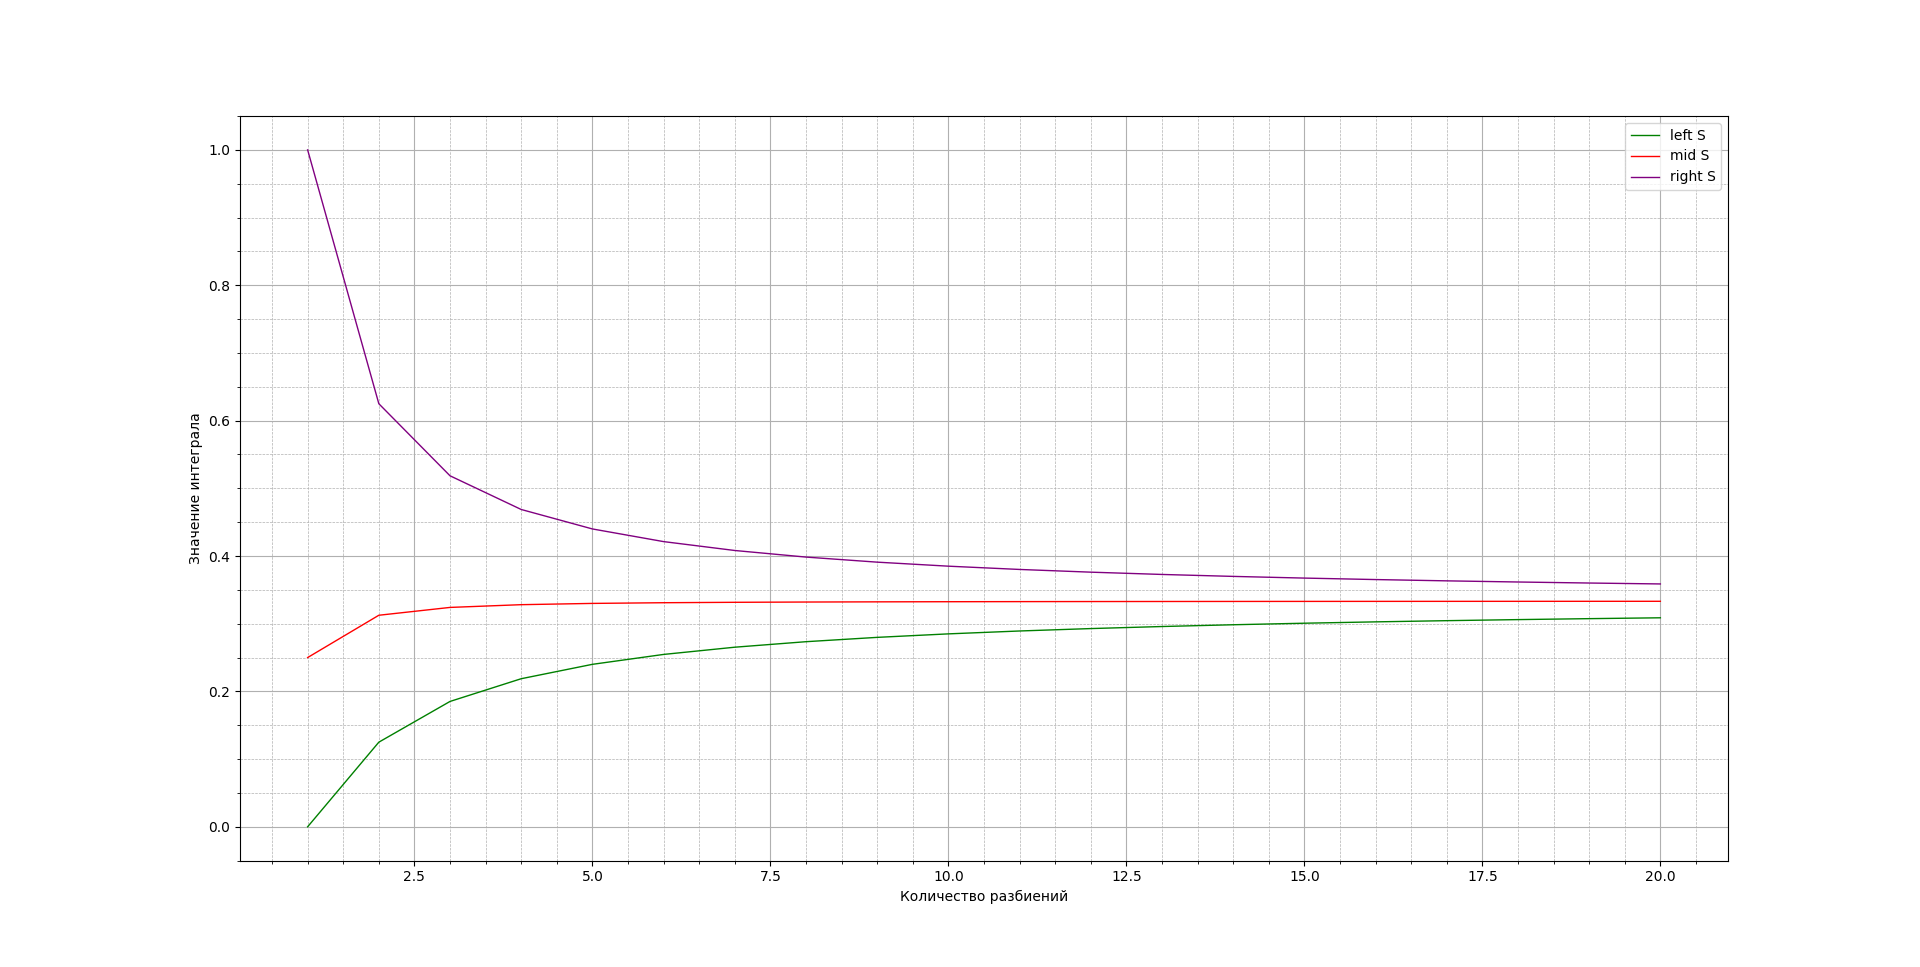 left S
mid S
right S
1.0
0.8
0.6
0.4
0.2
0.0
Значение интеграла
2.5 5.0 7.5 10.0 12.5 15.0 17.5 20.0
Количество разбиений